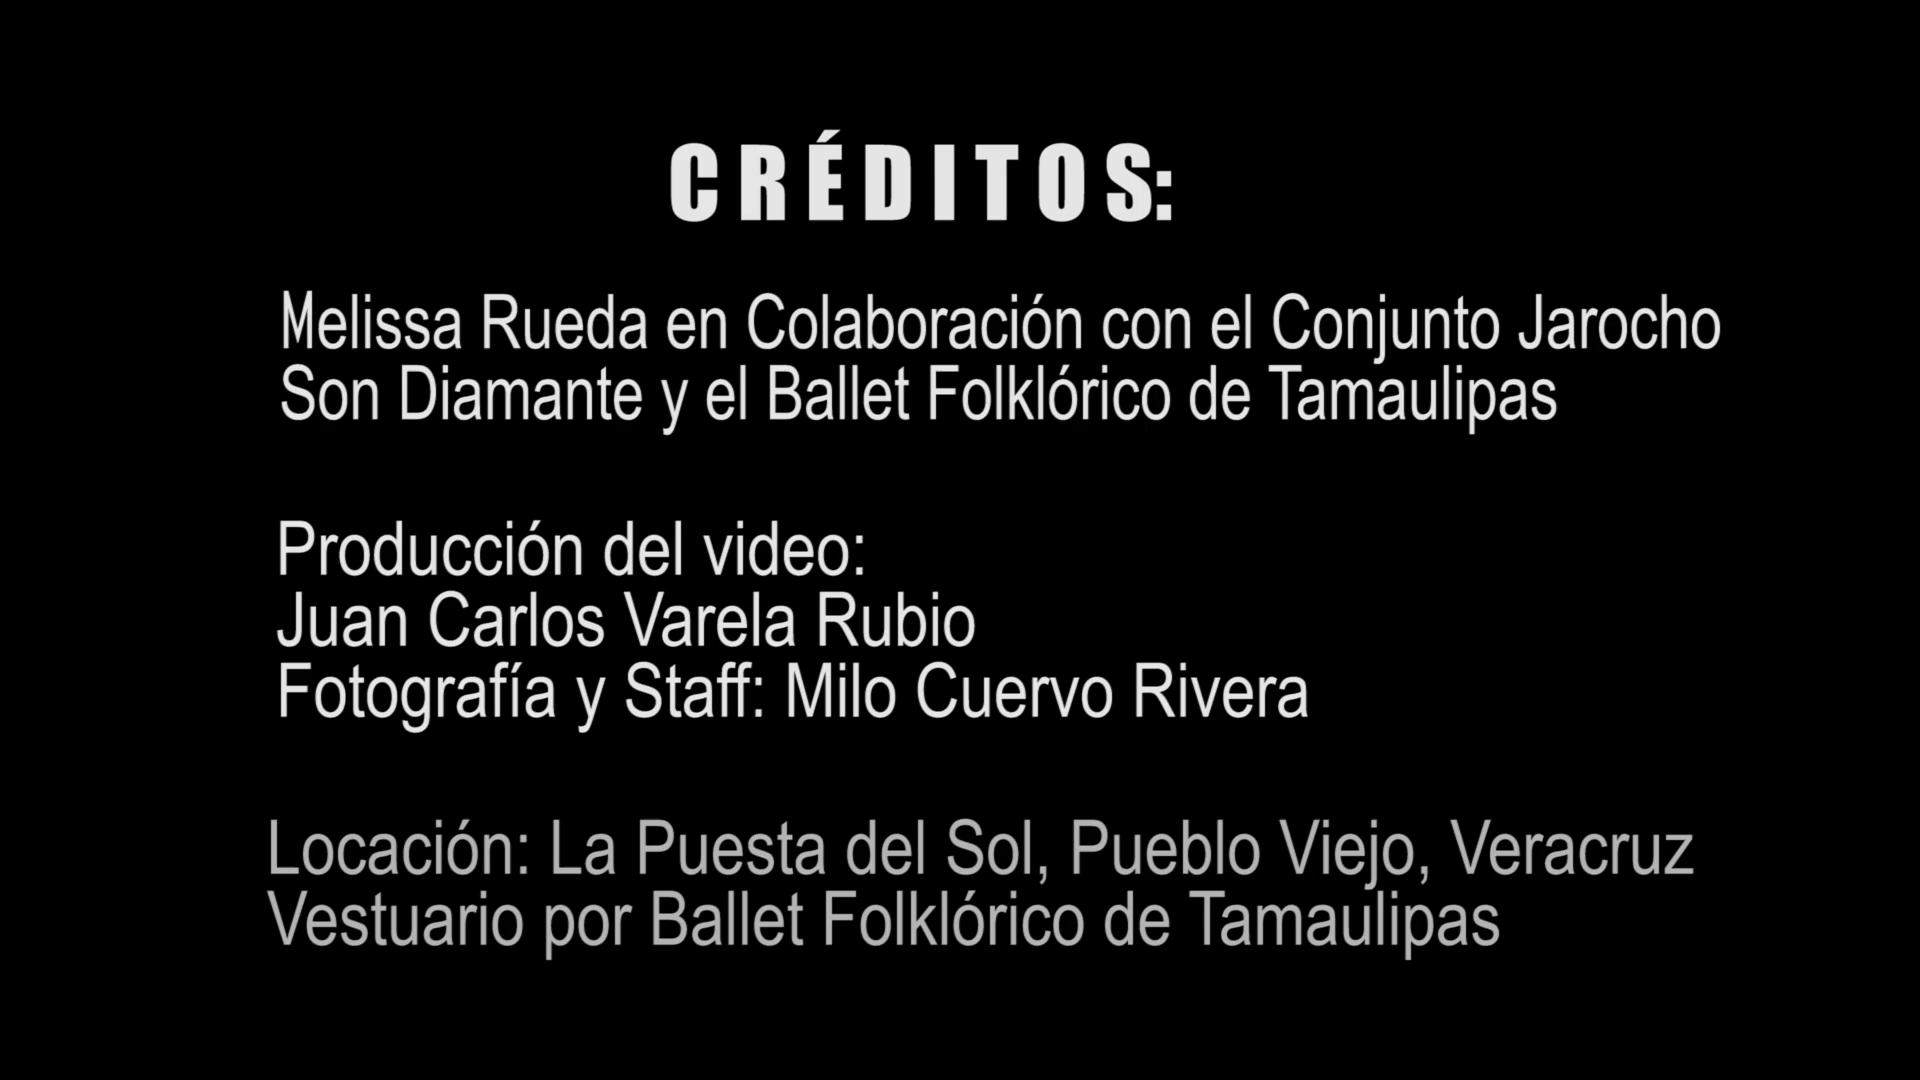 CRÉDITOS:
Melissa Rueda en Colaboración con el Conjunto Jarocho
Son Diamante y el Ballet Folklórico de Tamaulipas
Producción del video:
Juan Carlos Varela Rubio
Fotografía y Staff: Milo Cuervo Rivera
Locación: La Puesta del Sol, Pueblo Viejo, Veracruz
Vestuario por Ballet Folklórico de Tamaulipas